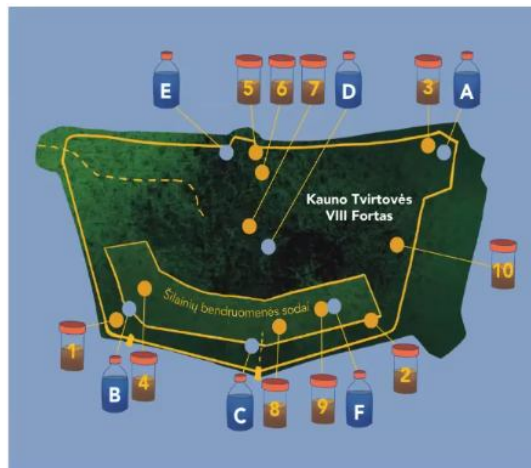 E
5
6
7
D
3
A
Kauno Tvirtovės
VIII Fortas
10
Šilainių bendruomenės sodai
1
B
4
C
8
9
F
2